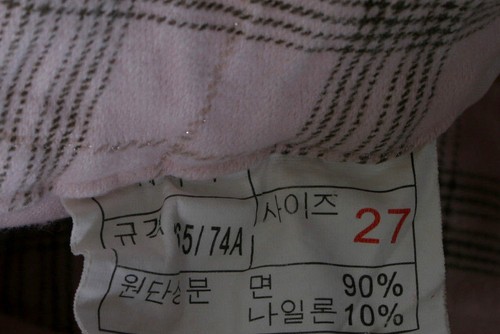 사이즈 27
규격 65/74A
원단성분 면 90%
나일론 10%